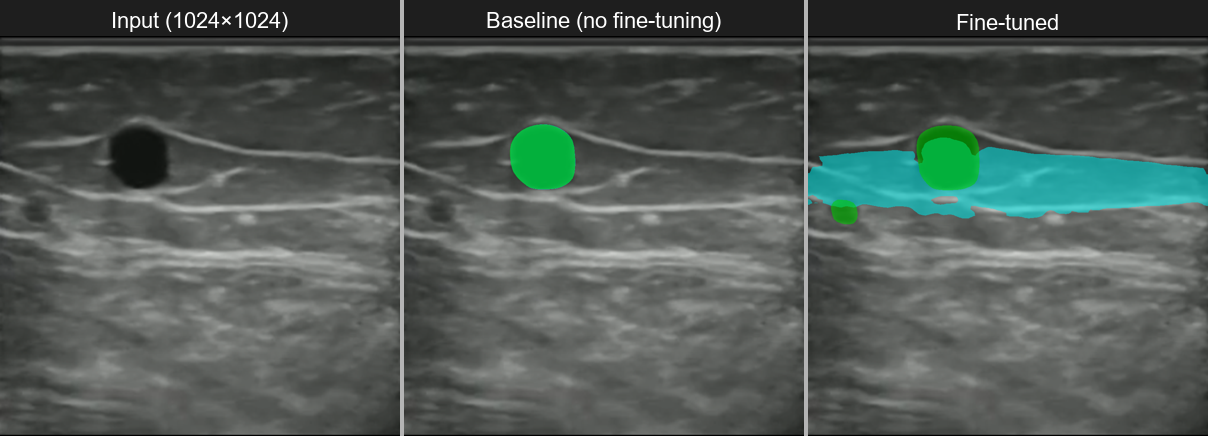 Input (1024×1024)
Baseline (no fine-tuning)
Fine-tuned